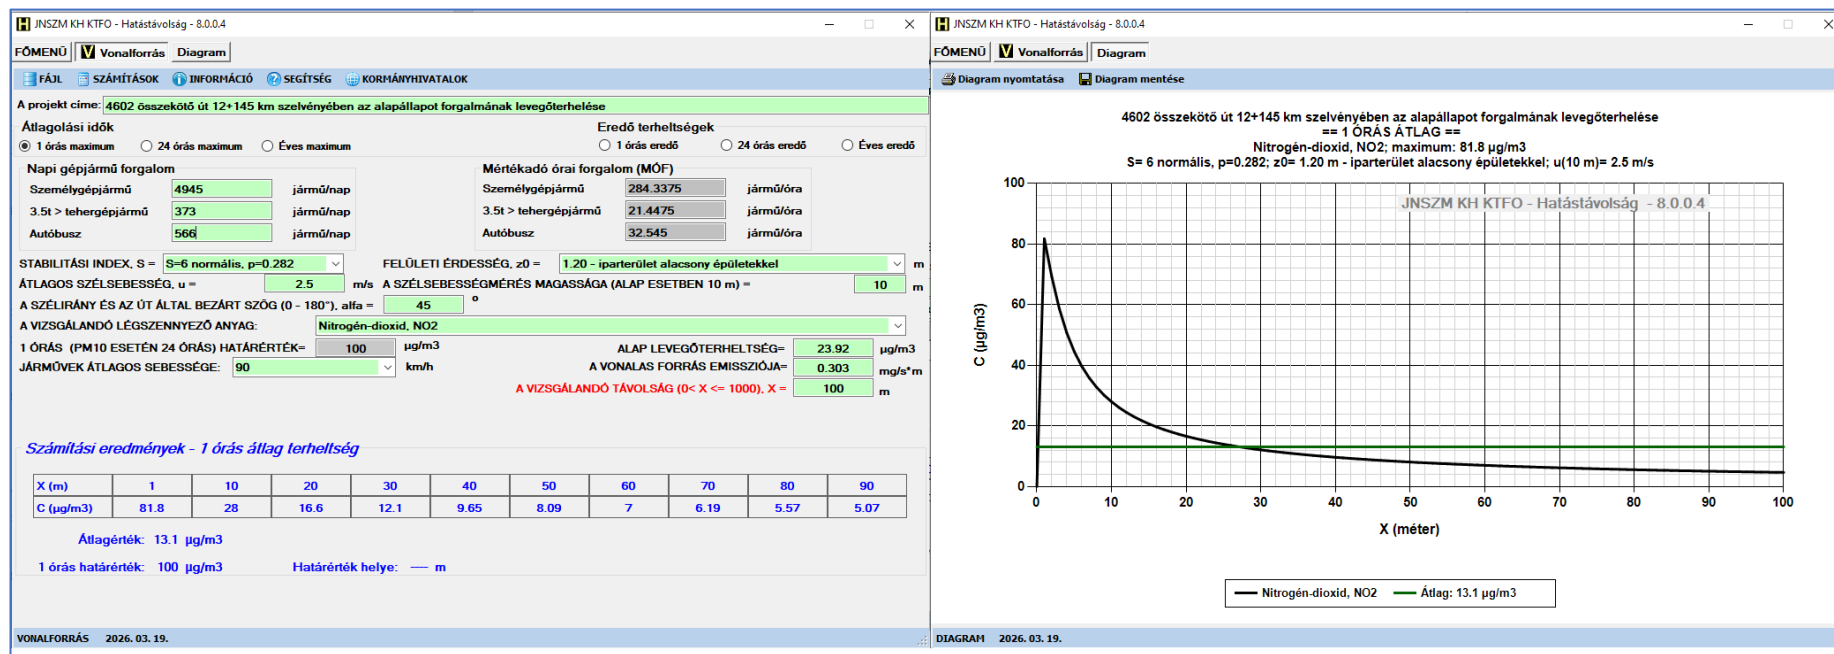 JNSZM KH KTFO - Hatástávolság - 8.0.0.4
FŐMENÜ V Vonalforrás Diagram
FÁJL SZÁMÍTÁSOK INFORMÁCIÓ SEGÍTSÉG KORMÁNYHIVATALOK
A projekt címe: 4602 összekötő út 12+145 km szelvényében az alapállapot forgalmának levegőterhelése
Átlagolási idők
1 órás maximum 24 órás maximum Éves maximum
Eredő terheltségek
1 órás eredő 24 órás eredő Éves eredő
Napi gépjármű forgalom
Személygépjármű 4945 jármű/nap
3.5t > tehergépjármű 373 jármű/nap
Autóbusz 566 jármű/nap
Mértékadó órai forgalom (MÓF)
Személygépjármű 284.3375 jármű/óra
3.5t > tehergépjármű 21.4475 jármű/óra
Autóbusz 32.545 jármű/óra
STABILITÁSI INDEX, S = S=6 normális, p=0.282 FELÜLETI ÉRDESSÉG, z0 = 1.20 - iparterület alacsony épületekkel m
ÁTLAGOS SZÉLSEBESSÉG, u = 2.5 m/s A SZÉLSEBESSÉGMÉRÉS MAGASSÁGA (ALAP ESETBEN 10 m) = 10 m
A SZÉLIRÁNY ÉS AZ ÚT ÁLTAL BEZÁRT SZÖG (0 - 180°), alfa = 45 °
A VIZSGÁLANDÓ LÉGSZENNYEZŐ ANYAG: Nitrogén-dioxid, NO2
1 ÓRÁS (PM10 ESETÉN 24 ÓRÁS) HATÁRÉRTÉK= 100 µg/m3 ALAP LEVEGŐTERHELTSÉG= 23.92 µg/m3
JÁRMŰVEK ÁTLAGOS SEBESSÉGE: 90 km/h A VONALAS FORRÁS EMISSZIÓJA= 0.303 mg/s*m
A VIZSGÁLANDÓ TÁVOLSÁG (0< X <= 1000), X = 100 m
Számítási eredmények - 1 órás átlag terheltség
X (m) 1 10 20 30 40 50 60 70 80 90
C (µg/m3) 81.8 28 16.6 12.1 9.65 8.09 7 6.19 5.57 5.07
Átlagérték: 13.1 µg/m3
1 órás határérték: 100 µg/m3 Határérték helye: --- m
VONALFORRÁS 2026. 03. 19.
JNSZM KH KTFO - Hatástávolság - 8.0.0.4
FŐMENÜ V Vonalforrás Diagram
Diagram nyomtatása Diagram mentése
4602 összekötő út 12+145 km szelvényében az alapállapot forgalmának levegőterhelése
== 1 ÓRÁS ÁTLAG ==
Nitrogén-dioxid, NO2; maximum: 81.8 µg/m3
S= 6 normális, p=0.282; z0= 1.20 m - iparterület alacsony épületekkel; u(10 m)= 2.5 m/s
JNSZM KH KTFO - Hatástávolság - 8.0.0.4
C (µg/m3)
100
80
60
40
20
0
0 10 20 30 40 50 60 70 80 90 100
X (méter)
Nitrogén-dioxid, NO2 Átlag: 13.1 µg/m3
DIAGRAM 2026. 03. 19.